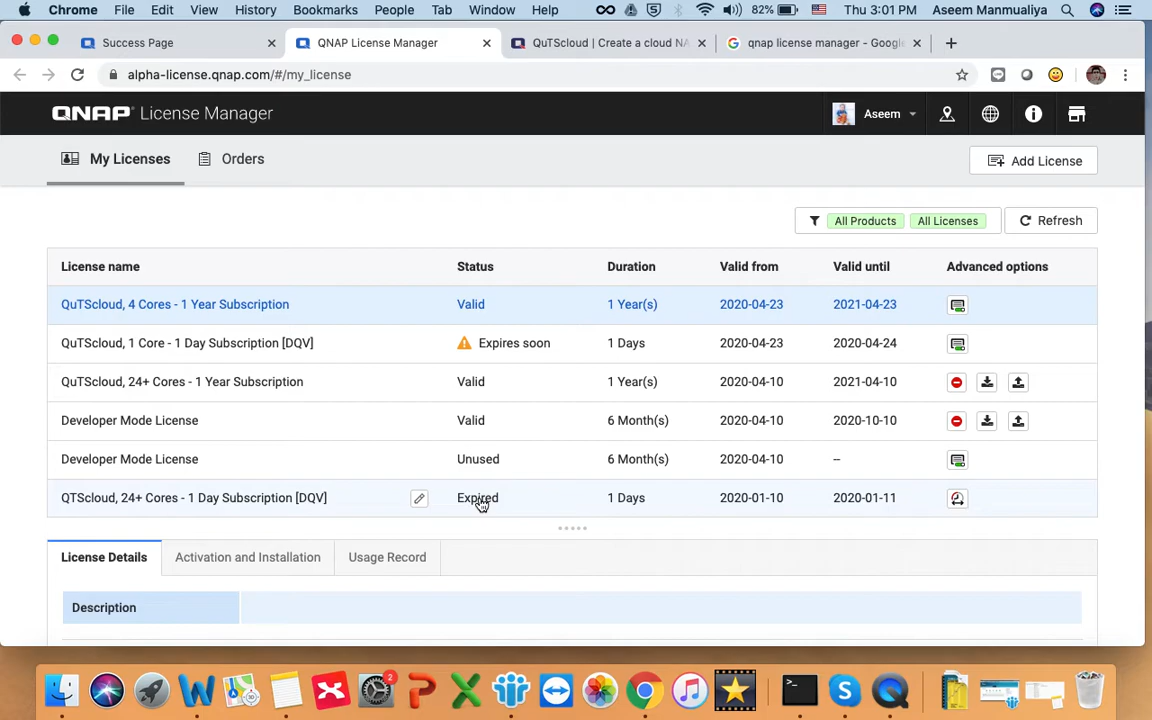 Chrome File Edit View History Bookmarks People Tab Window Help 82% Thu 3:01 PM Aseem Manmualiya
Success Page QNAP License Manager QuTScloud | Create a cloud NA qnap license manager - Google
alpha-license.qnap.com/#/my_license
QNAP License Manager Aseem
My Licenses Orders Add License
All Products All Licenses Refresh
License name Status Duration Valid from Valid until Advanced options
QuTScloud, 4 Cores - 1 Year Subscription Valid 1 Year(s) 2020-04-23 2021-04-23
QuTScloud, 1 Core - 1 Day Subscription [DQV] Expires soon 1 Days 2020-04-23 2020-04-24
QuTScloud, 24+ Cores - 1 Year Subscription Valid 1 Year(s) 2020-04-10 2021-04-10
Developer Mode License Valid 6 Month(s) 2020-04-10 2020-10-10
Developer Mode License Unused 6 Month(s) 2020-04-10 --
QTScloud, 24+ Cores - 1 Day Subscription [DQV] Expired 1 Days 2020-01-10 2020-01-11
License Details Activation and Installation Usage Record
Description
2